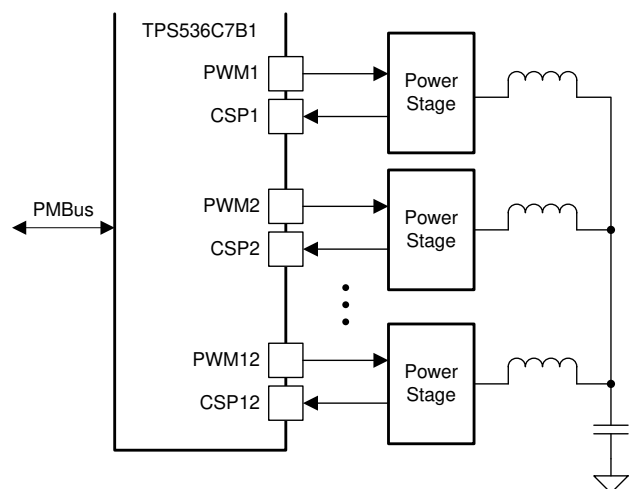 TPS536C7B1
PWM1
CSP1
Power
Stage
PMBus
PWM2
CSP2
Power
Stage
PWM12
CSP12
Power
Stage